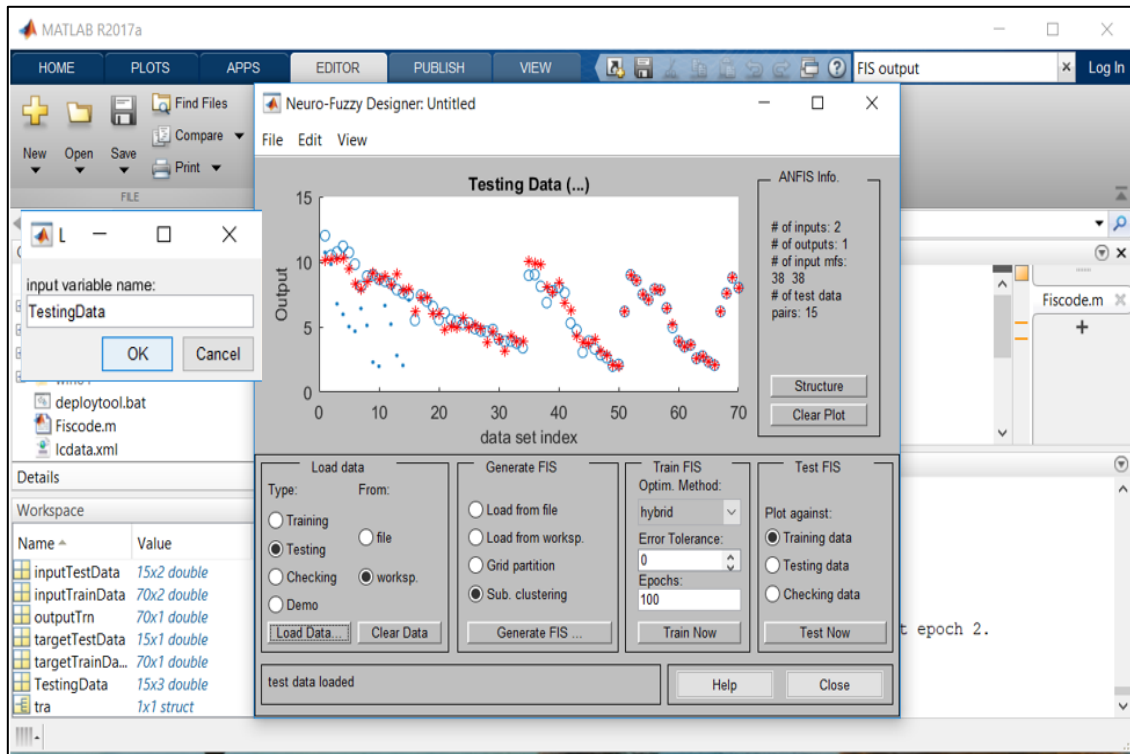 MATLAB R2017a
HOME PLOTS APPS EDITOR PUBLISH VIEW FIS output Log In
New Open Save Find Files Compare Print
FILE
Neuro-Fuzzy Designer: Untitled
File Edit View
L
input variable name:
TestingData
OK Cancel
deploytool.bat
Fiscode.m
lcdata.xml
Details
Workspace
Name Value
inputTestData 15x2 double
inputTrainData 70x2 double
outputTrn 70x1 double
targetTestData 15x1 double
targetTrainDa... 70x1 double
TestingData 15x3 double
tra 1x1 struct
Testing Data (...)
15
10
5
0
Output
0 10 20 30 40 50 60 70
data set index
ANFIS Info.
# of inputs: 2
# of outputs: 1
# of input mfs:
38 38
# of test data
pairs: 15
Structure
Clear Plot
Fiscode.m
Load data
Type: From:
Training
Testing
Checking
Demo
file
worksp.
Load Data... Clear Data
Generate FIS
Load from file
Load from worksp.
Grid partition
Sub. clustering
Generate FIS ...
Train FIS
Optim. Method:
hybrid
Error Tolerance:
0
Epochs:
100
Train Now
Test FIS
Plot against:
Training data
Testing data
Checking data
Test Now
t epoch 2.
test data loaded
Help Close